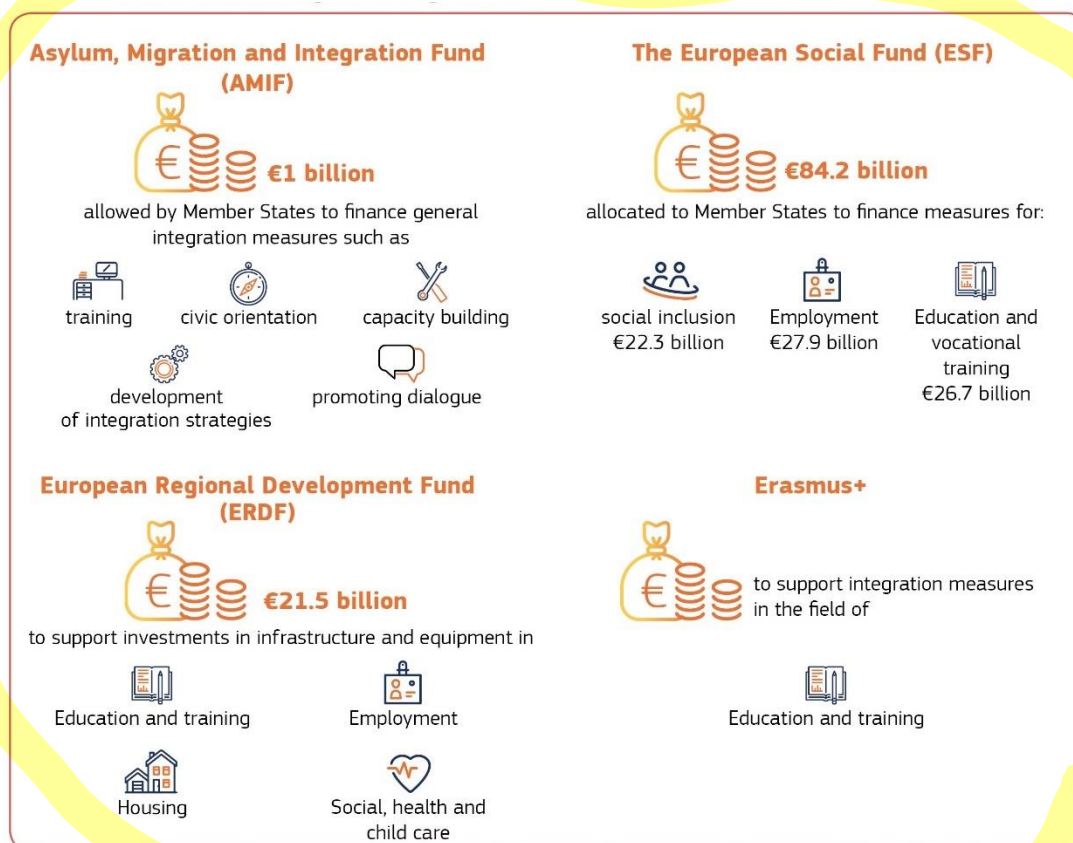 Asylum, Migration and Integration Fund
(AMIF)
€1 billion
allowed by Member States to finance general
integration measures such as
training
civic orientation
capacity building
development
of integration strategies
promoting dialogue
The European Social Fund (ESF)
€84.2 billion
allocated to Member States to finance measures for:
social inclusion
€22.3 billion
Employment
€27.9 billion
Education and
vocational
training
€26.7 billion
European Regional Development Fund
(ERDF)
€21.5 billion
to support investments in infrastructure and equipment in
Education and training
Employment
Housing
Social, health and
child care
Erasmus+
to support integration measures
in the field of
Education and training